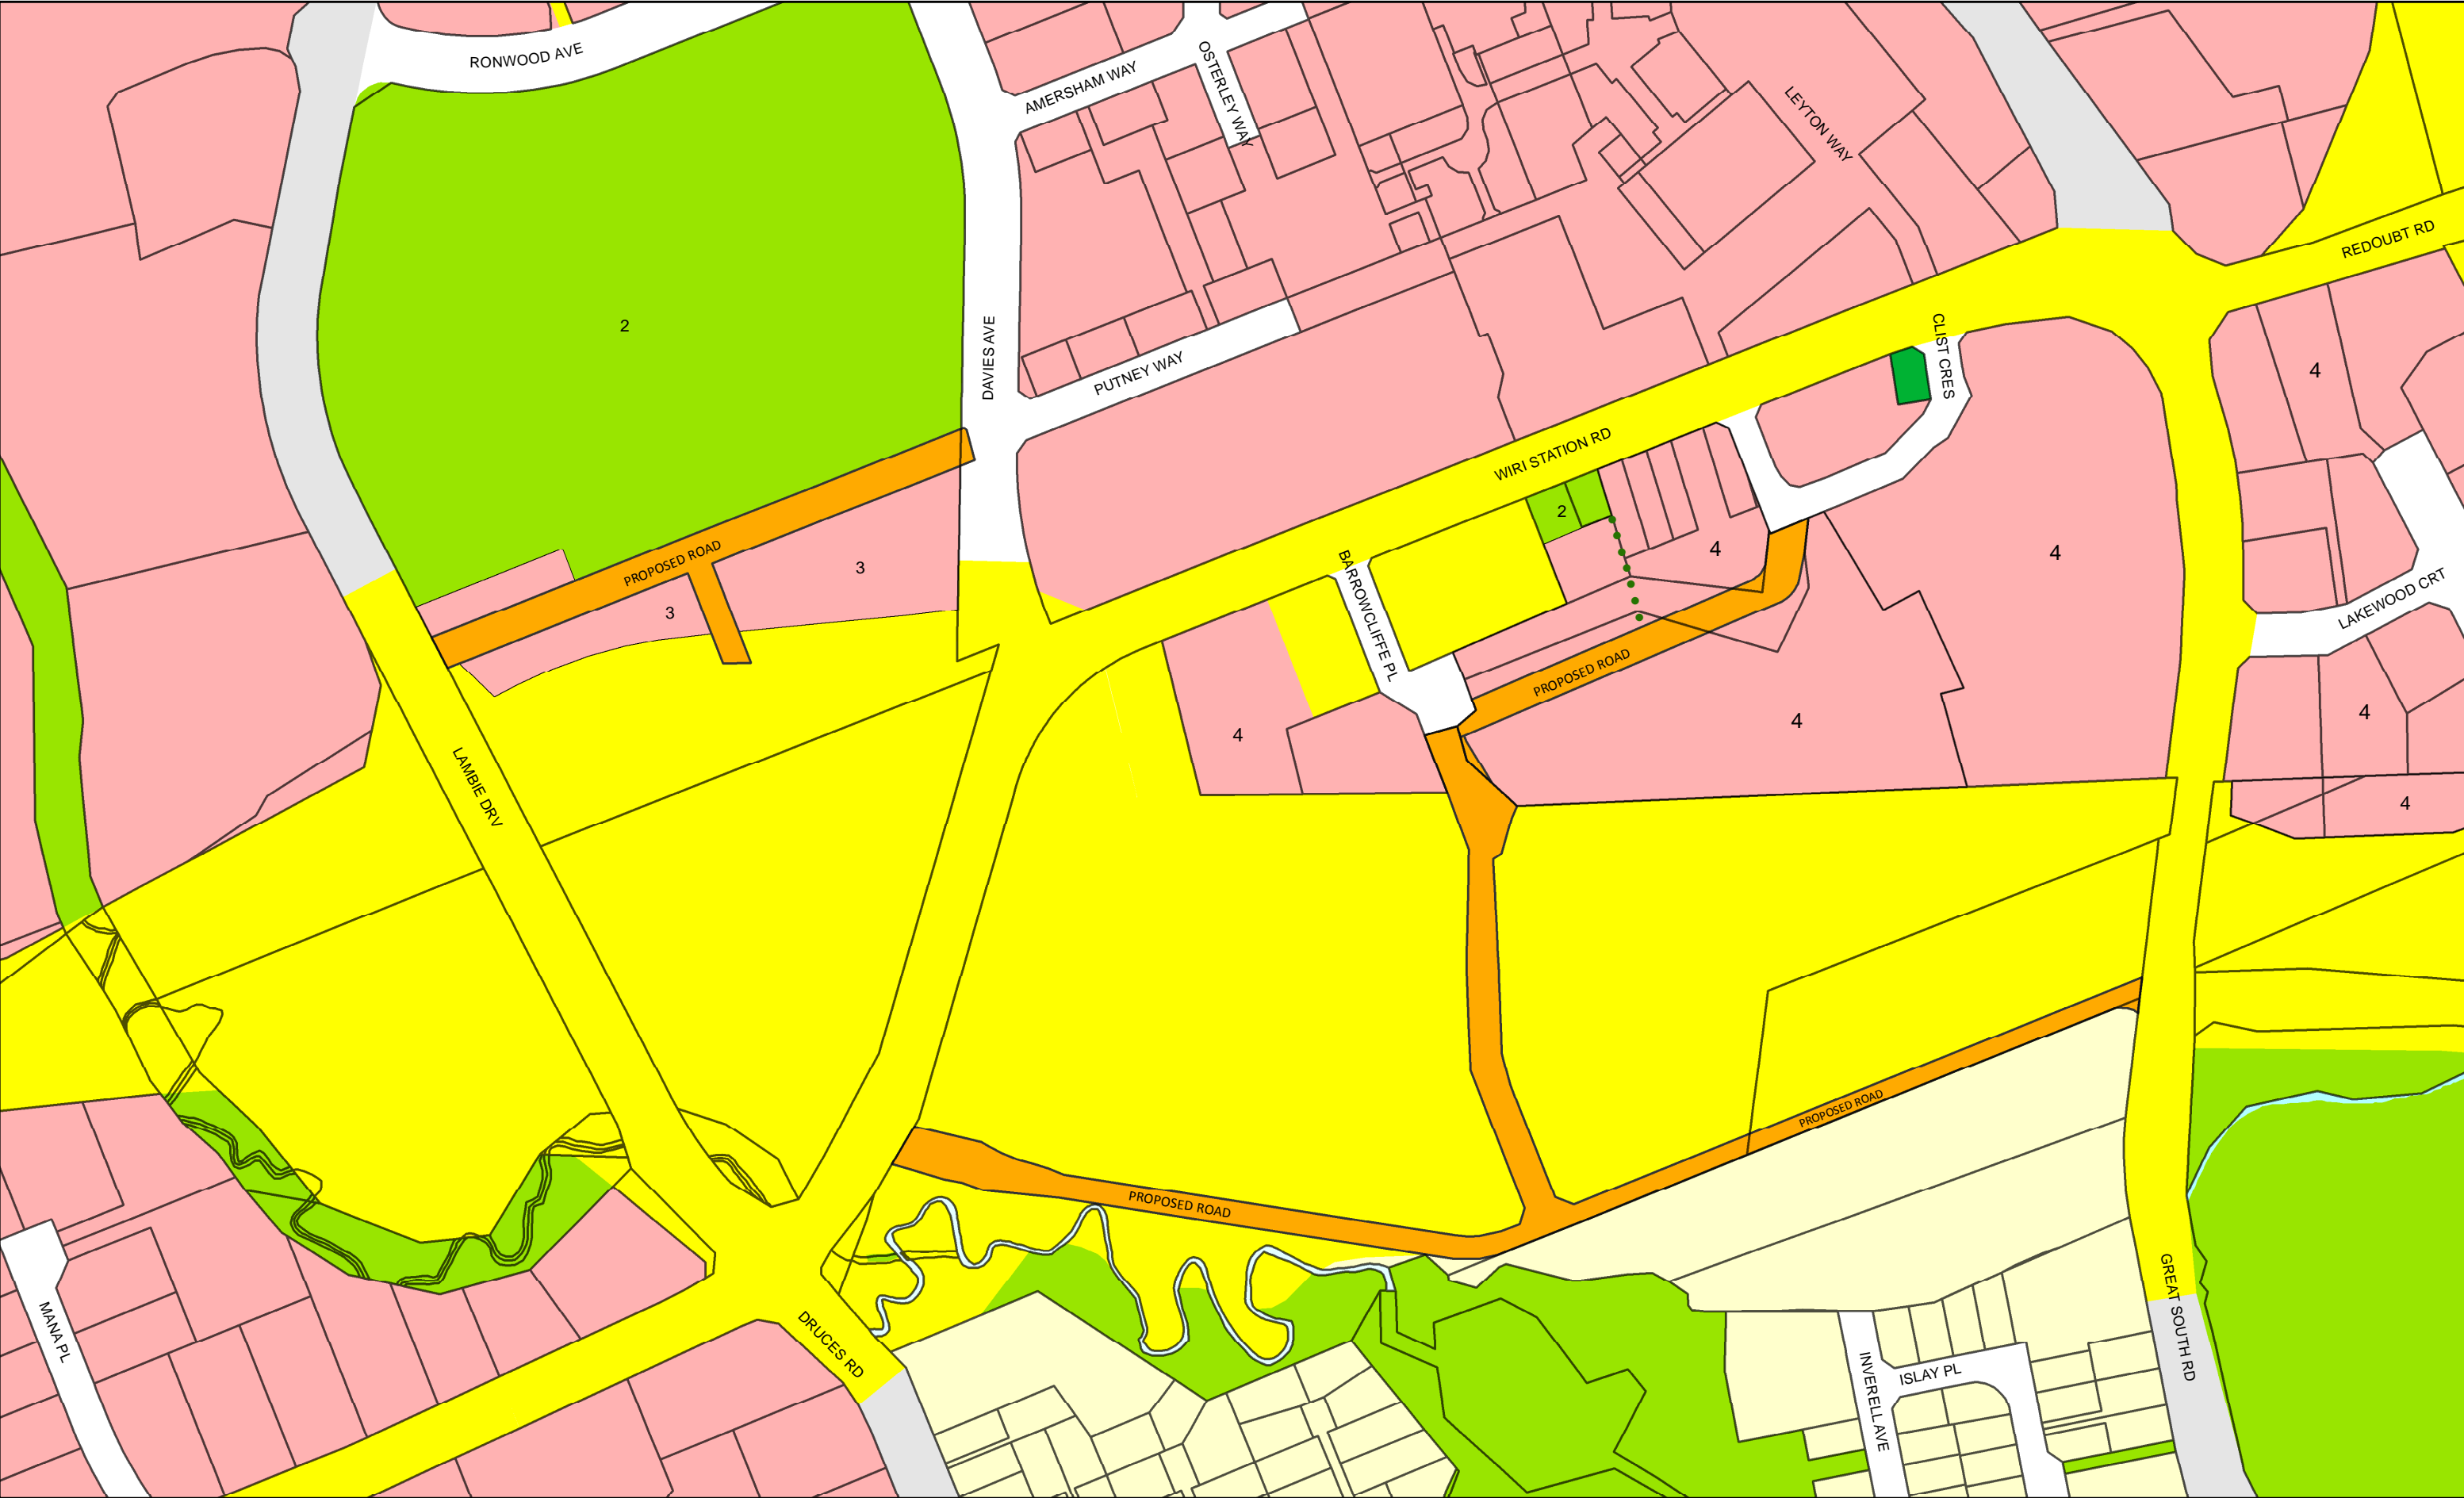 RONWOOD AVE
AMERSHAM WAY
OSTERLEY WAY
LEYTON WAY
REDOUBT RD
2
DAVIES AVE
PUTNEY WAY
CLIST CRES
4
WIRI STATION RD
2
4
4
PROPOSED ROAD
3
3
BARROWCLIFFE PL
LAKEWOOD CRT
PROPOSED ROAD
4
4
4
4
LAMBIE DRV
PROPOSED ROAD
PROPOSED ROAD
MANA PL
DRUCES RD
GREAT SOUTH RD
INVERELL AVE
ISLAY PL